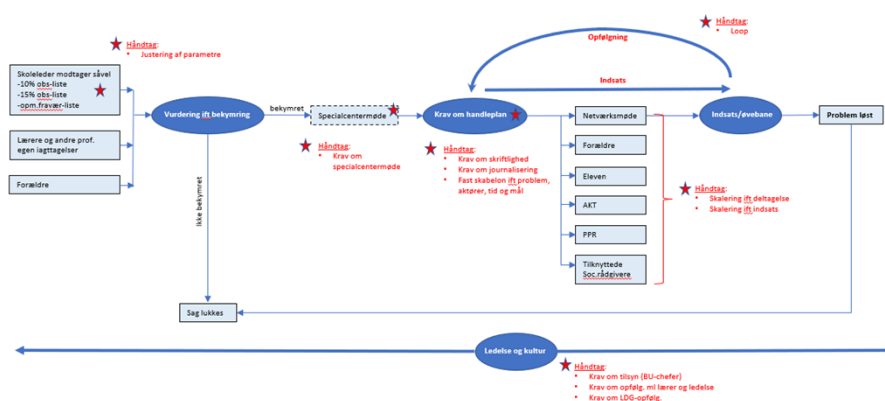 Håndtag:
Justering af parametre
Skoleleder modtager såvel
-10% obs-liste
-15% obs-liste
-opm.fravær-liste
Lærere og andre prof.
egen iagttagelser
Forældre
Vurdering ift bekymring
bekymret
Ikke bekymret
Sag lukkes
Specialcentermøde
Håndtag:
Krav om
specialcentermøde
Krav om handleplan
Håndtag:
Krav om skriftlighed
Krav om journalisering
Fast skabelon ift problem,
aktører, tid og mål
Opfølgning
Indsats
Håndtag:
Loop
Netværksmøde
Forældre
Eleven
AKT
PPR
Tilknyttede
Soc.rådgivere
Indsats/øvebane
Problem løst
Håndtag:
Skalering ift deltagelse
Skalering ift indsats
Ledelse og kultur
Håndtag:
Krav om tilsyn (BU-chefer)
Krav om opfølg. ml lærer og ledelse
Krav om LDG-opfølg.